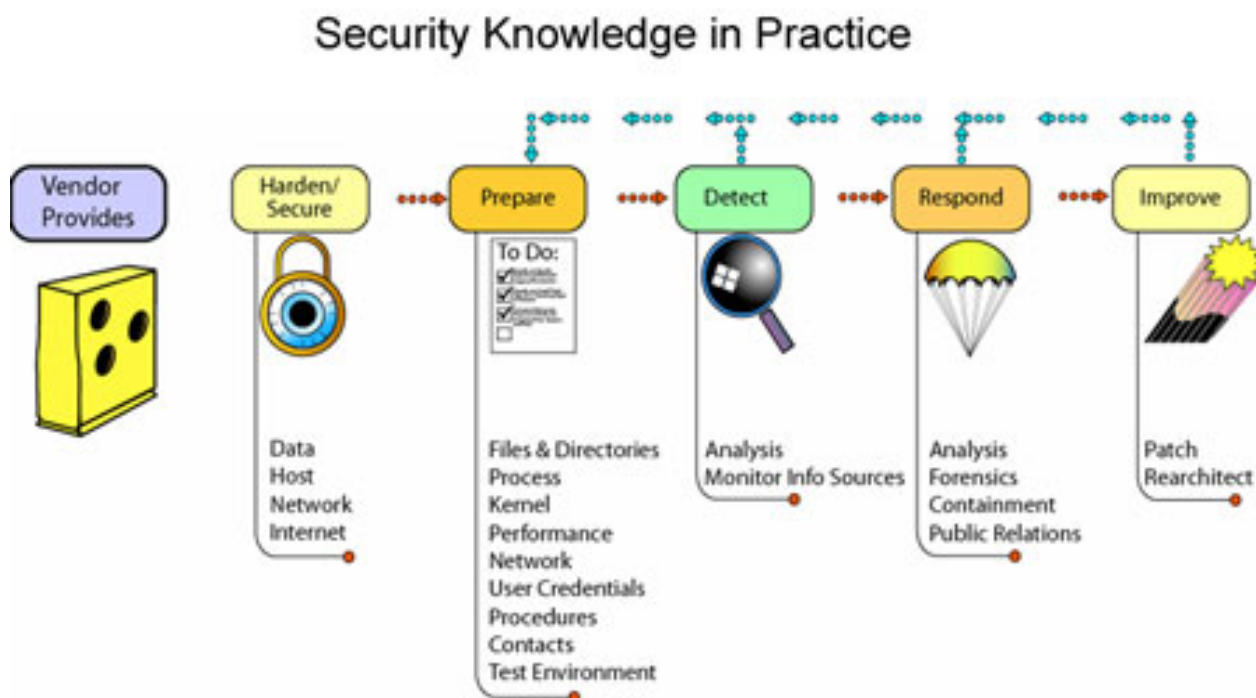 Security Knowledge in Practice
Vendor
Provides
Harden/
Secure
Prepare
Detect
Respond
Improve
To Do:
Data
Host
Network
Internet
Files & Directories
Process
Kernel
Performance
Network
User Credentials
Procedures
Contacts
Test Environment
Analysis
Monitor Info Sources
Analysis
Forensics
Containment
Public Relations
Patch
Rearchitect